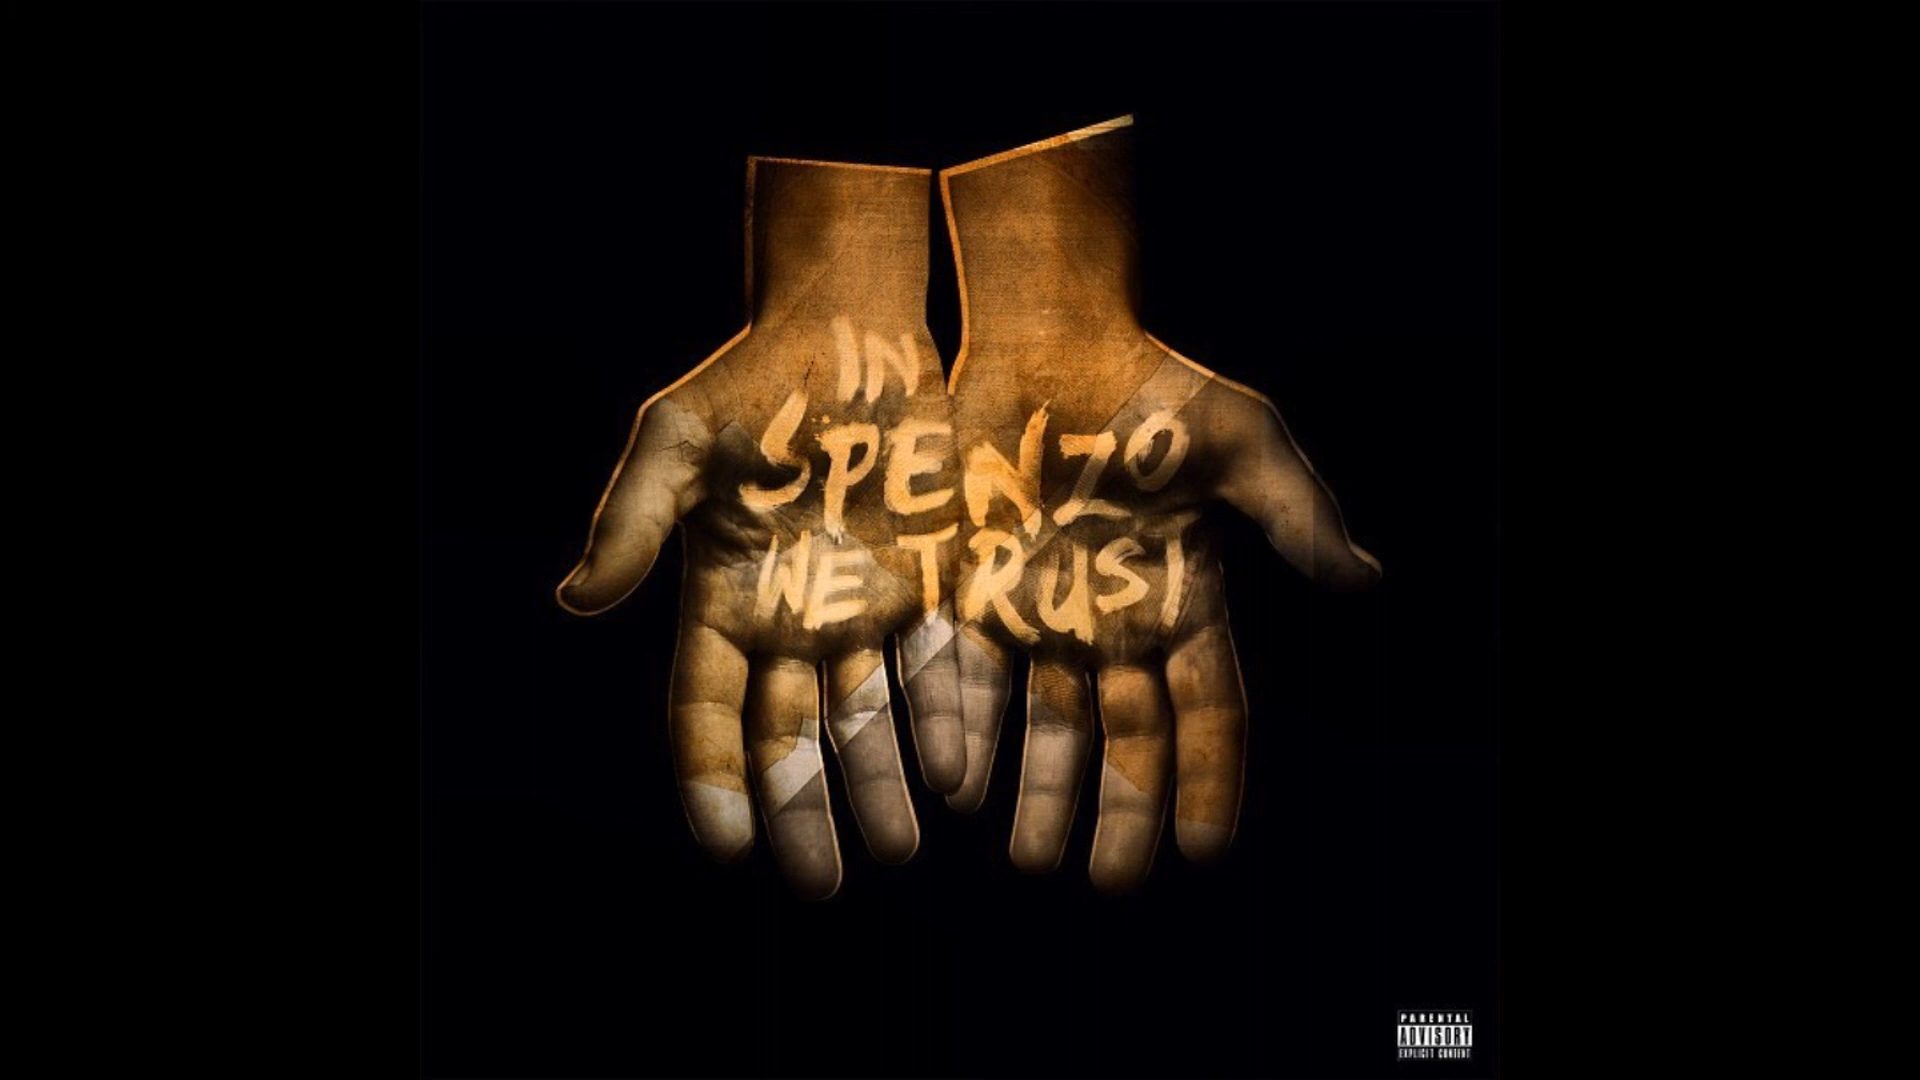 IN
SPENZO
WE TRUST
PARENTAL
ADVISORY
EXPLICIT CONTENT